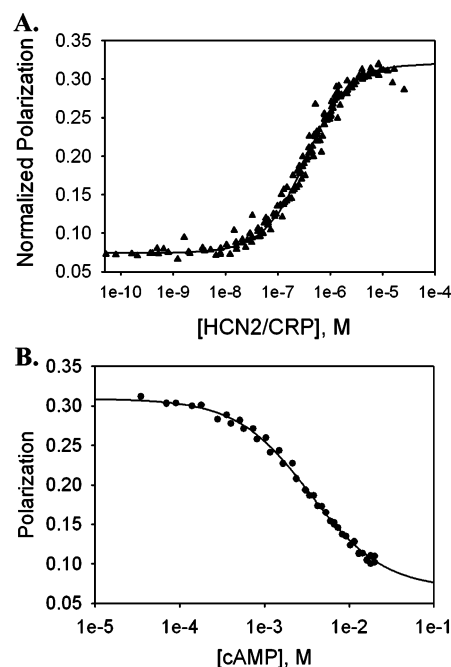 A.
Normalized Polarization
0.35
0.30
0.25
0.20
0.15
0.10
0.05
1e-10 1e-9 1e-8 1e-7 1e-6 1e-5 1e-4
[HCN2/CRP], M
B.
Polarization
0.35
0.30
0.25
0.20
0.15
0.10
0.05
1e-5 1e-4 1e-3 1e-2 1e-1
[cAMP], M